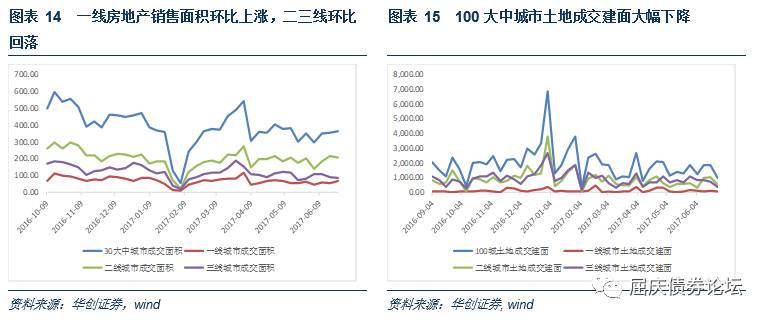 图表 14 一线房地产销售面积环比上涨，二三线环比
回落
700.00
600.00
500.00
400.00
300.00
200.00
100.00
0.00
2016-10-09
2016-11-09
2016-12-09
2017-01-09
2017-02-09
2017-03-09
2017-04-09
2017-05-09
2017-06-09
30大中城市成交面积
一线城市成交面积
二线城市成交面积
三线城市成交面积
资料来源：华创证券，wind
图表 15 100 大中城市土地成交建面大幅下降
8,000.00
7,000.00
6,000.00
5,000.00
4,000.00
3,000.00
2,000.00
1,000.00
0.00
2016-09-04
2016-10-04
2016-11-04
2016-12-04
2017-01-04
2017-02-04
2017-03-04
2017-04-04
2017-05-04
2017-06-04
100城土地成交建面
一线城市土地成交建面
二线城市土地成交建面
三线城市土地成交建面
资料来源：华创证券, wind
屈庆债券论坛